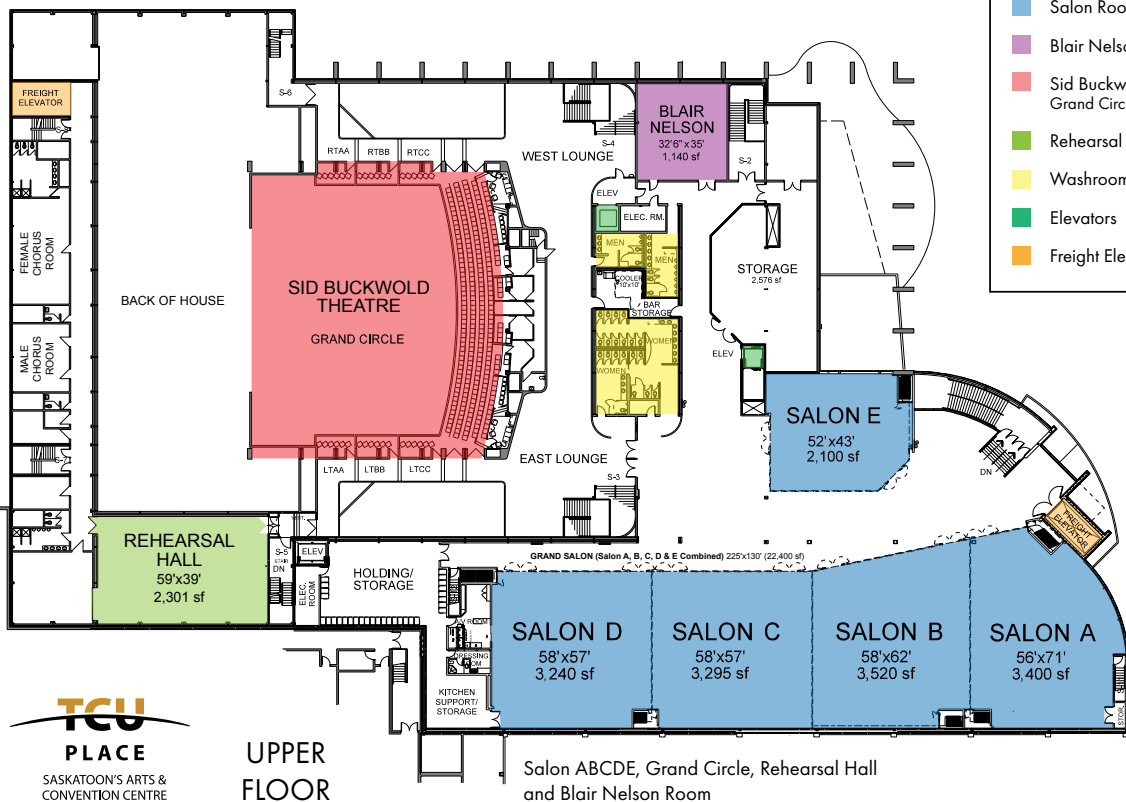 Salon Roo
Blair Nels
Sid Buckw
Grand Circ
Rehearsal
Washroom
Elevators
Freight Ele
FREIGHT
ELEVATOR
S-6
FEMALE
CHORUS
ROOM
MALE
CHORUS
ROOM
S-7
BACK OF HOUSE
RTAA
RTBB
RTCC
SID BUCKWOLD
THEATRE
GRAND CIRCLE
LTAA
LTBB
LTCC
WEST LOUNGE
S-4
BLAIR
NELSON
32'6" x 35'
1,140 sf
S-2
ELEV
ELEC. RM.
MEN
MEN
COOLER
10'x10'
BAR
STORAGE
WOMEN
WOMEN
STORAGE
2,576 sf
ELEV
EAST LOUNGE
S-3
SALON E
52'x43'
2,100 sf
DN
FREIGHT
ELEVATOR
REHEARSAL
HALL
59'x39'
2,301 sf
S-5
STAIR
DN
ELEV
ELEC.
ROOM
HOLDING/
STORAGE
GRAND SALON (Salon A, B, C, D & E Combined) 225'x130' (22,400 sf)
A/V ROOM
DRESSING
ROOM
KITCHEN
SUPPORT/
STORAGE
SALON D
58'x57'
3,240 sf
SALON C
58'x57'
3,295 sf
SALON B
58'x62'
3,520 sf
SALON A
56'x71'
3,400 sf
STOR.
TCU
PLACE
SASKATOON'S ARTS &
CONVENTION CENTRE
UPPER
FLOOR
Salon ABCDE, Grand Circle, Rehearsal Hall
and Blair Nelson Room